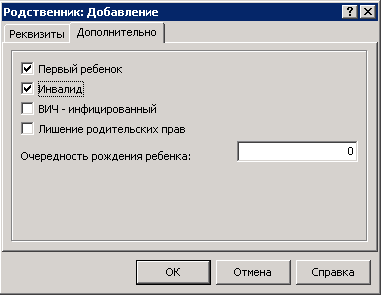 Родственник: Добавление
Реквизиты Дополнительно
Первый ребенок
Инвалид
ВИЧ - инфицированный
Лишение родительских прав
Очередность рождения ребенка: 0
ОК Отмена Справка